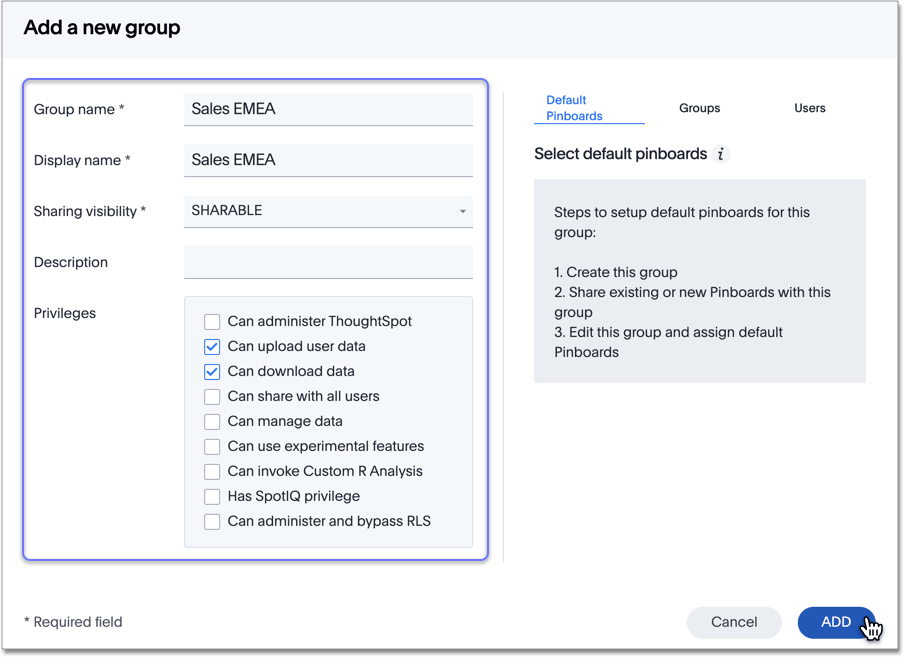 Add a new group
Group name *
Sales EMEA
Display name *
Sales EMEA
Sharing visibility *
SHARABLE
Description
Privileges
Can administer ThoughtSpot
Can upload user data
Can download data
Can share with all users
Can manage data
Can use experimental features
Can invoke Custom R Analysis
Has SpotIQ privilege
Can administer and bypass RLS
Default
Pinboards
Groups
Users
Select default pinboards i
Steps to setup default pinboards for this
group:
1. Create this group
2. Share existing or new Pinboards with this
group
3. Edit this group and assign default
Pinboards
* Required field
Cancel
ADD